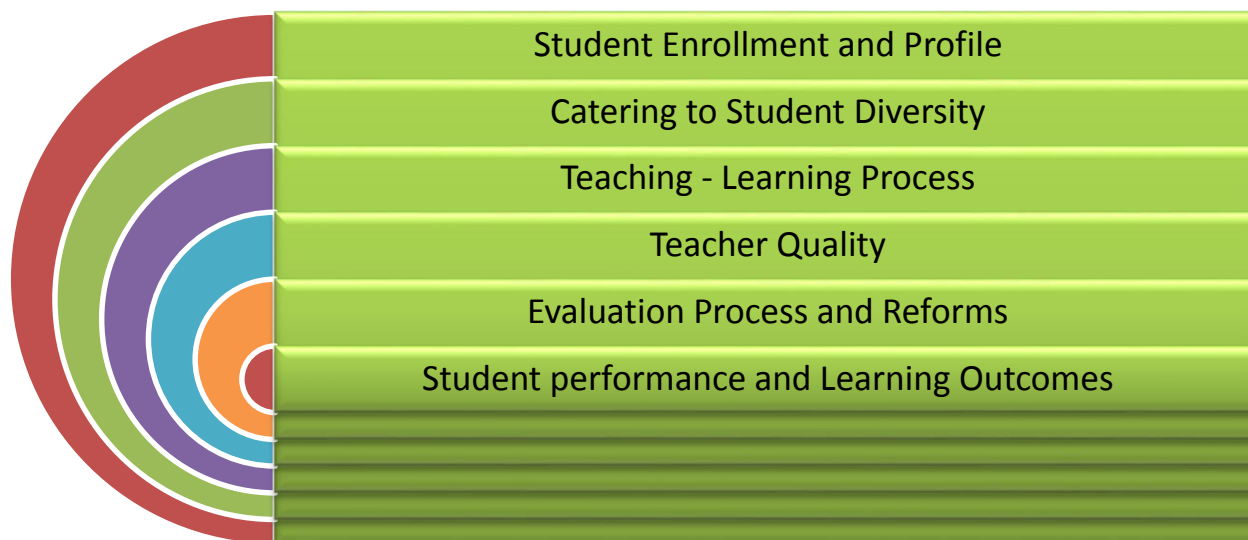 Student Enrollment and Profile
Catering to Student Diversity
Teaching - Learning Process
Teacher Quality
Evaluation Process and Reforms
Student performance and Learning Outcomes